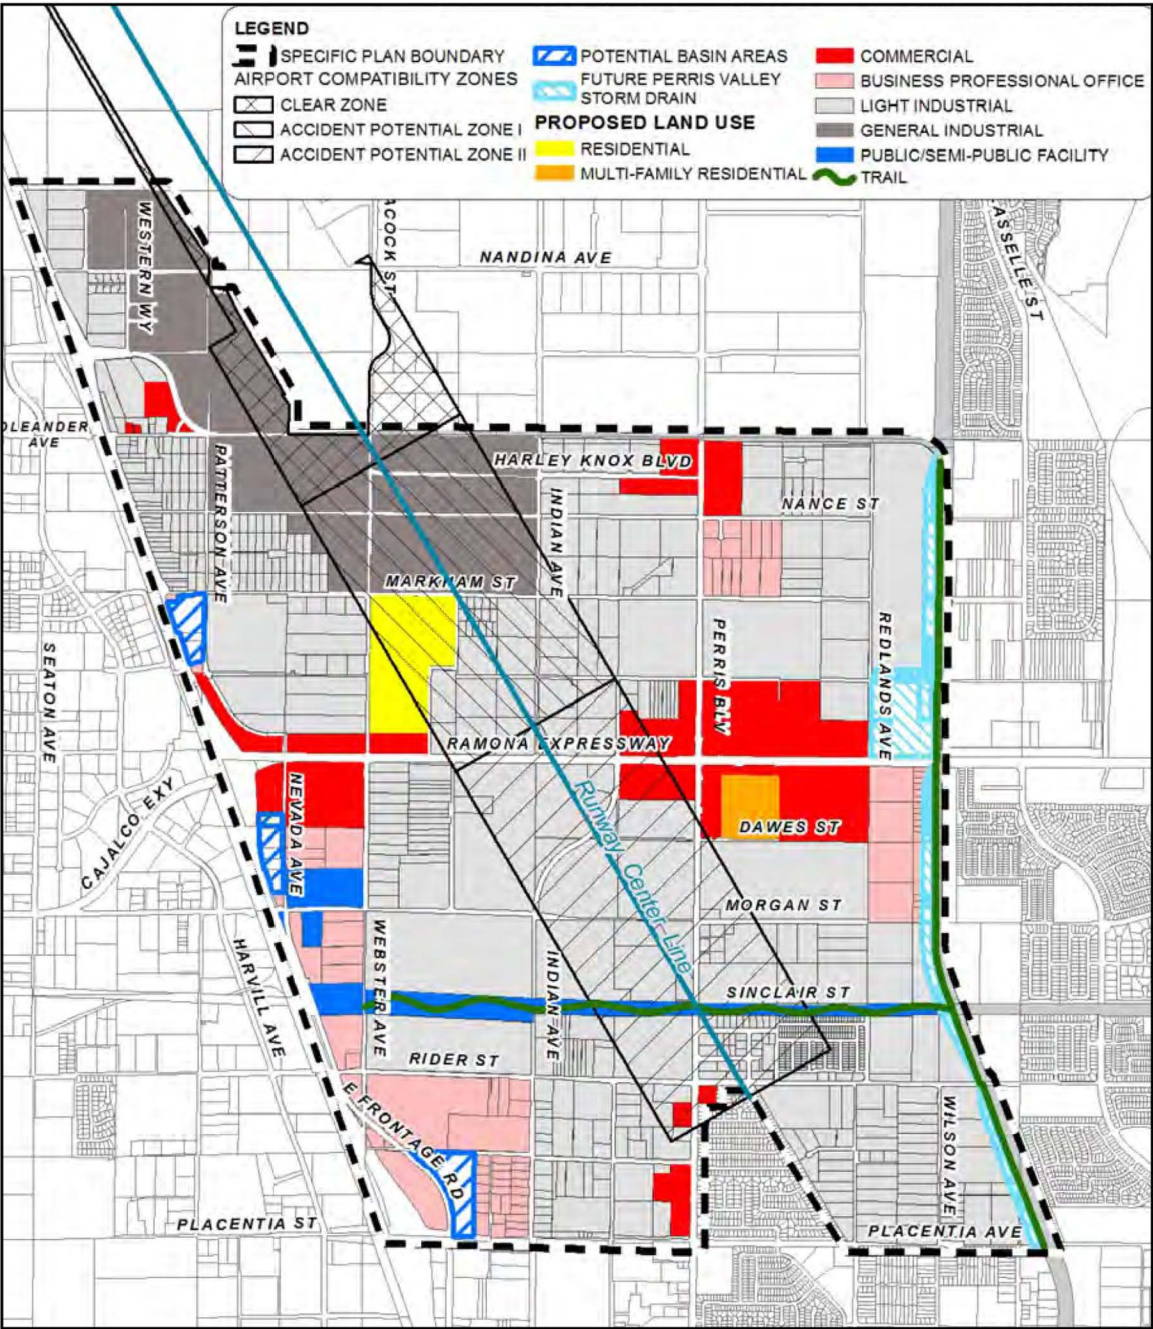 LEGEND
SPECIFIC PLAN BOUNDARY
AIRPORT COMPATIBILITY ZONES
CLEAR ZONE
ACCIDENT POTENTIAL ZONE I
ACCIDENT POTENTIAL ZONE II
POTENTIAL BASIN AREAS
FUTURE PERRIS VALLEY
STORM DRAIN
PROPOSED LAND USE
RESIDENTIAL
MULTI-FAMILY RESIDENTIAL
COMMERCIAL
BUSINESS PROFESSIONAL OFFICE
LIGHT INDUSTRIAL
GENERAL INDUSTRIAL
PUBLIC/SEMI-PUBLIC FACILITY
TRAIL
WESTERN WY
ACOCK ST
NANDINA AVE
ASSELLE ST
OLEANDER
AVE
PATTERSON AVE
HARLEY KNOX BLVD
INDIAN AVE
NANCE ST
MARKHAM ST
SEATON AVE
PERRIS BLV
REDLANDS AVE
RAMONA EXPRESSWAY
CAJALCO EXY
NEVADA AVE
Runway Center Line
DAWES ST
MORGAN ST
HARVILL AVE
WEBSTER AVE
INDIAN AVE
SINCLAIR ST
RIDER ST
E FRONTAGE RD
WILSON AVE
PLACENTIA ST
PLACENTIA AVE